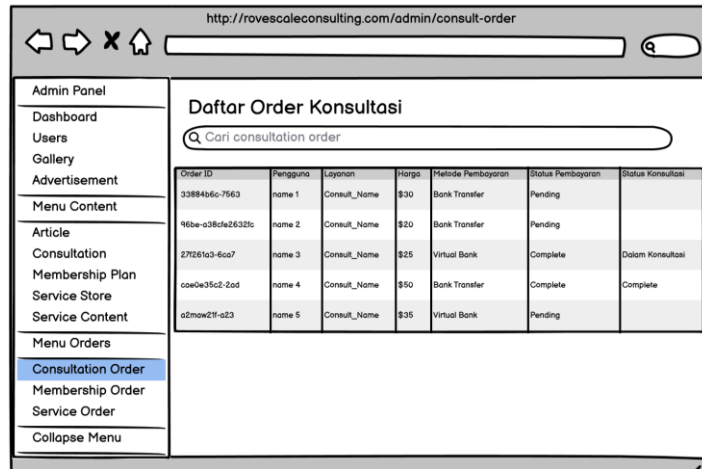 http://rovescaleconsulting.com/admin/consult-order
Admin Panel
Dashboard
Users
Gallery
Advertisement
Menu Content
Article
Consultation
Membership Plan
Service Store
Service Content
Menu Orders
Consultation Order
Membership Order
Service Order
Collapse Menu
Daftar Order Konsultasi
Cari consultation order
Order ID Pengguna Layanan Harga Metode Pembayaran Status Pembayaran Status Konsultasi
33884b6c-7563 name 1 Consult_Name $30 Bank Transfer Pending
96be-a38cfe2632fc name 2 Consult_Name $20 Bank Transfer Pending
27f261a3-6ca7 name 3 Consult_Name $25 Virtual Bank Complete Dalam Konsultasi
cae0e35c2-2ad name 4 Consult_Name $50 Bank Transfer Complete Complete
a2maw21f-a23 name 5 Consult_Name $35 Virtual Bank Pending